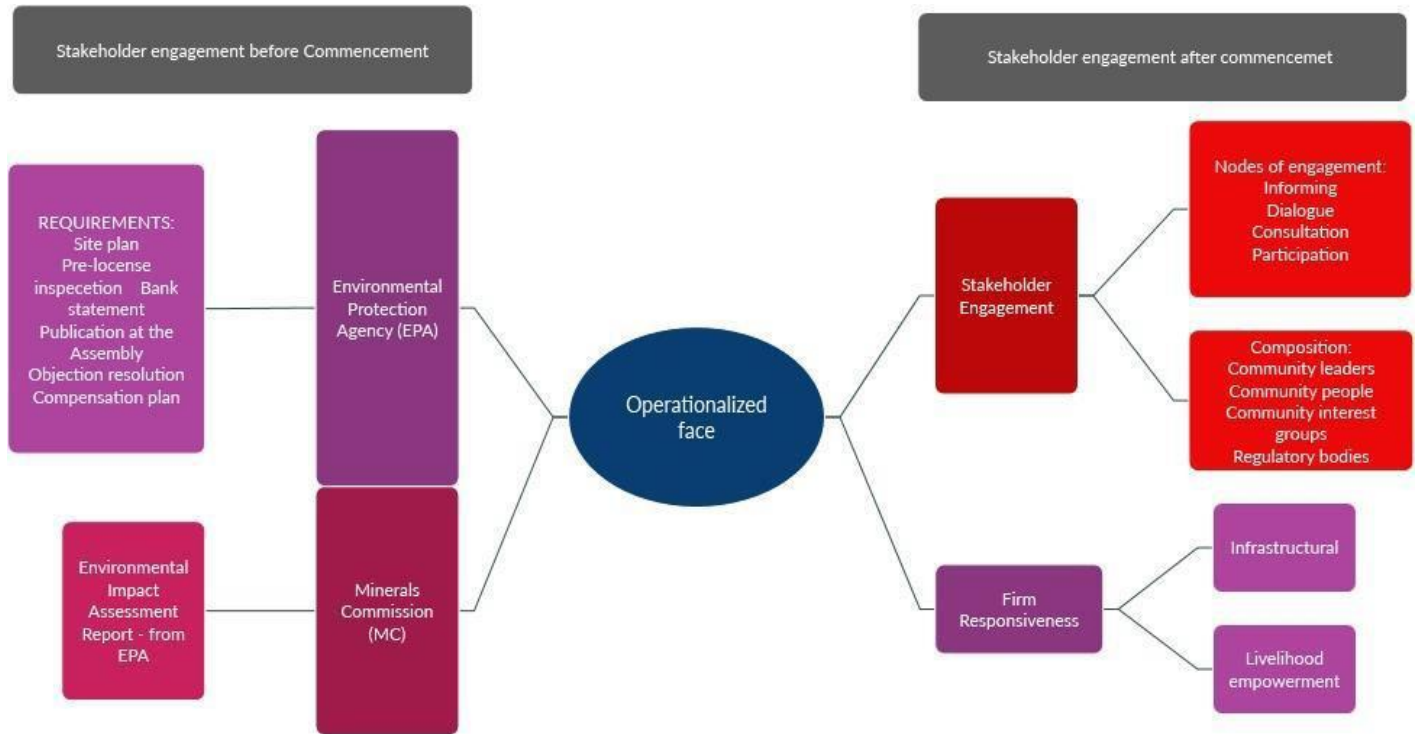 Stakeholder engagement before Commencement
Stakeholder engagement after commencemet
REQUIREMENTS:
Site plan
Pre-locense
inspecetion Bank
statement
Publication at the
Assembly
Objection resolution
Compensation plan
Environmental
Protection
Agency (EPA)
Environmental
Impact
Assessment
Report - from
EPA
Minerals
Commission
(MC)
Operationalized
face
Stakeholder
Engagement
Nodes of engagement:
Informing
Dialogue
Consultation
Participation
Composition:
Community leaders
Community people
Community interest
groups
Regulatory bodies
Firm
Responsiveness
Infrastructural
Livelihood
empowerment